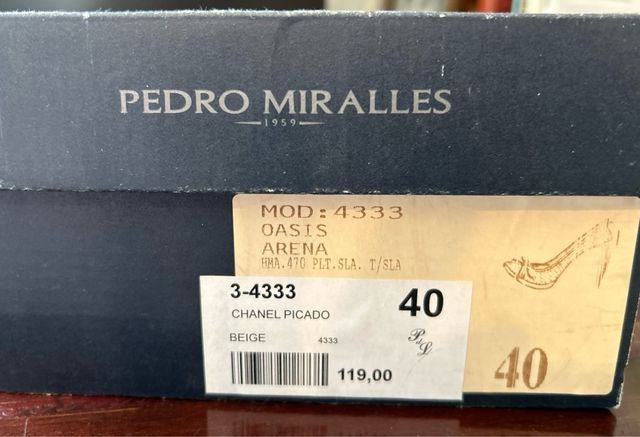 PEDRO MIRALLES
1959
MOD:4333
OASIS
ARENA
HMA.470 PLT.SLA. T/SLA
3-4333 40
CHANEL PICADO
BEIGE 4333
119,00
40